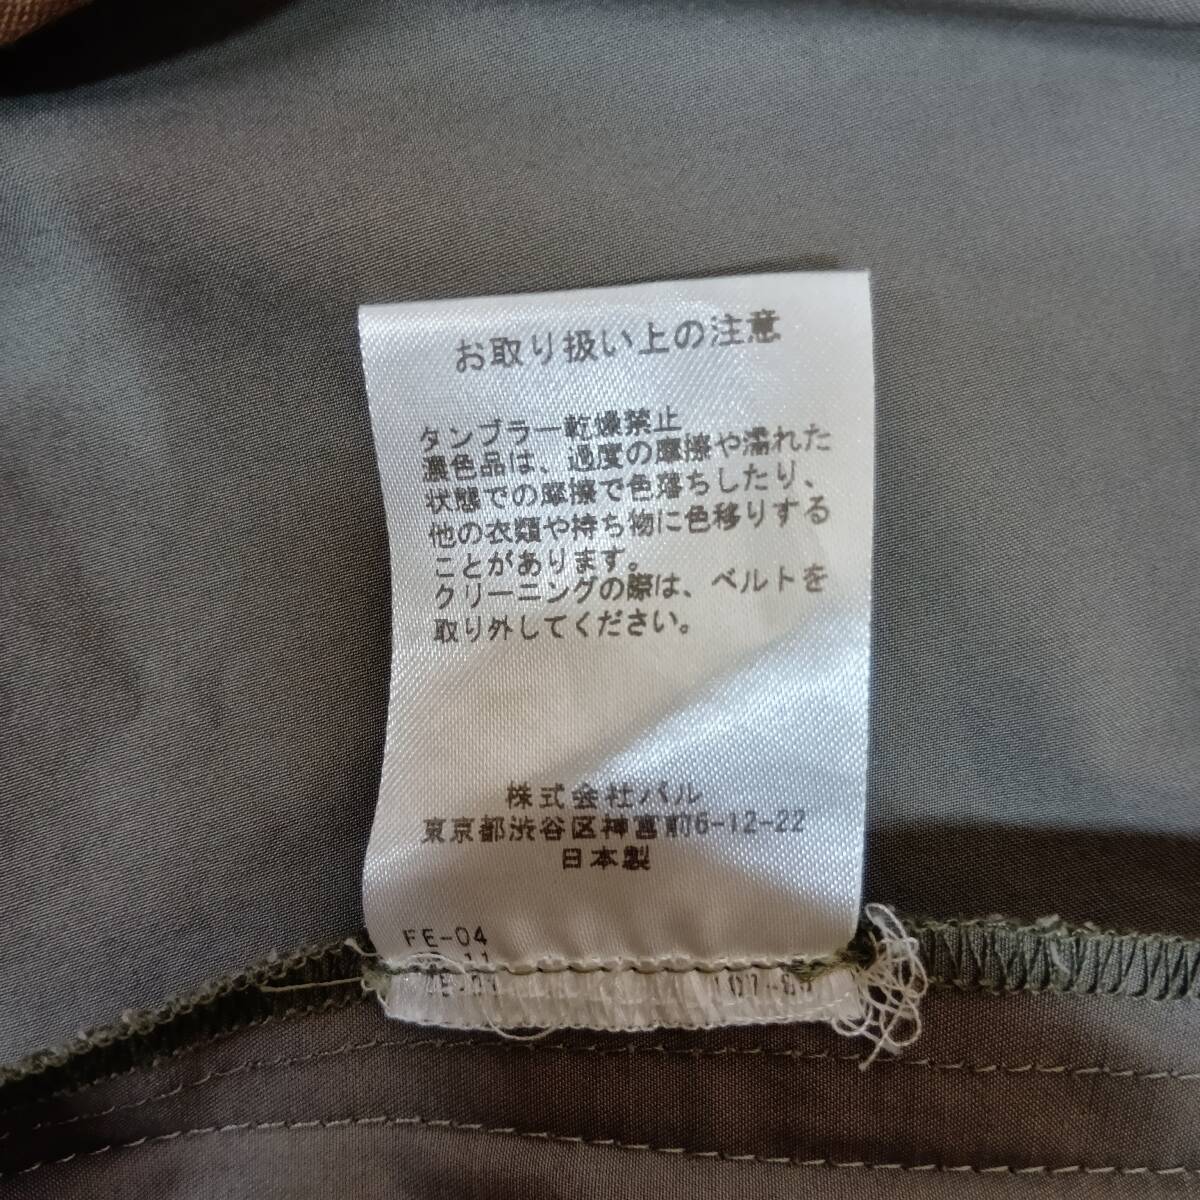 お取り扱い上の注意
タンブラー乾燥禁止
濃色品は、過度の摩擦や濡れた
状態での摩擦で色落ちしたり、
他の衣類や持ち物に色移りする
ことがあります。
クリーニングの際は、ベルトを
取り外してください。
株式会社パル
東京都渋谷区神宮前6-12-22
日本製
FE-04